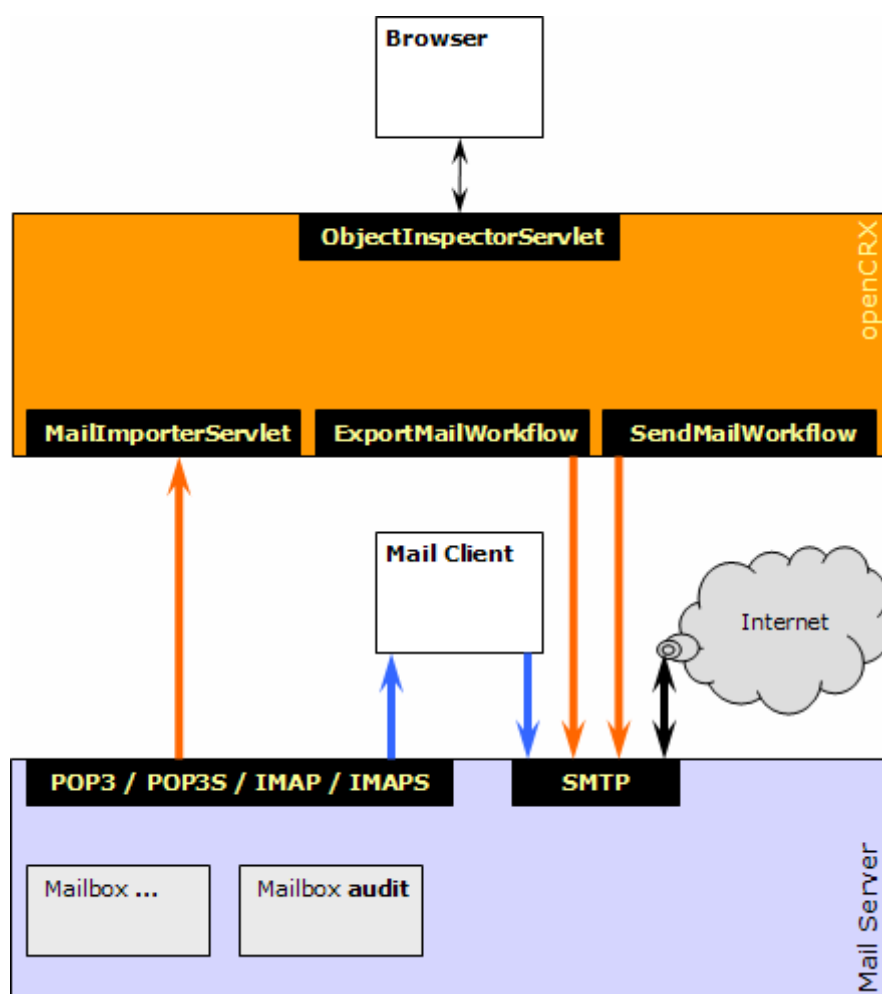 Browser
ObjectInspectorServlet
openCRX
MailImporterServlet
ExportMailWorkflow
SendMailWorkflow
Mail Client
Internet
POP3 / POP3S / IMAP / IMAPS
SMTP
Mailbox ...
Mailbox audit
Mail Server